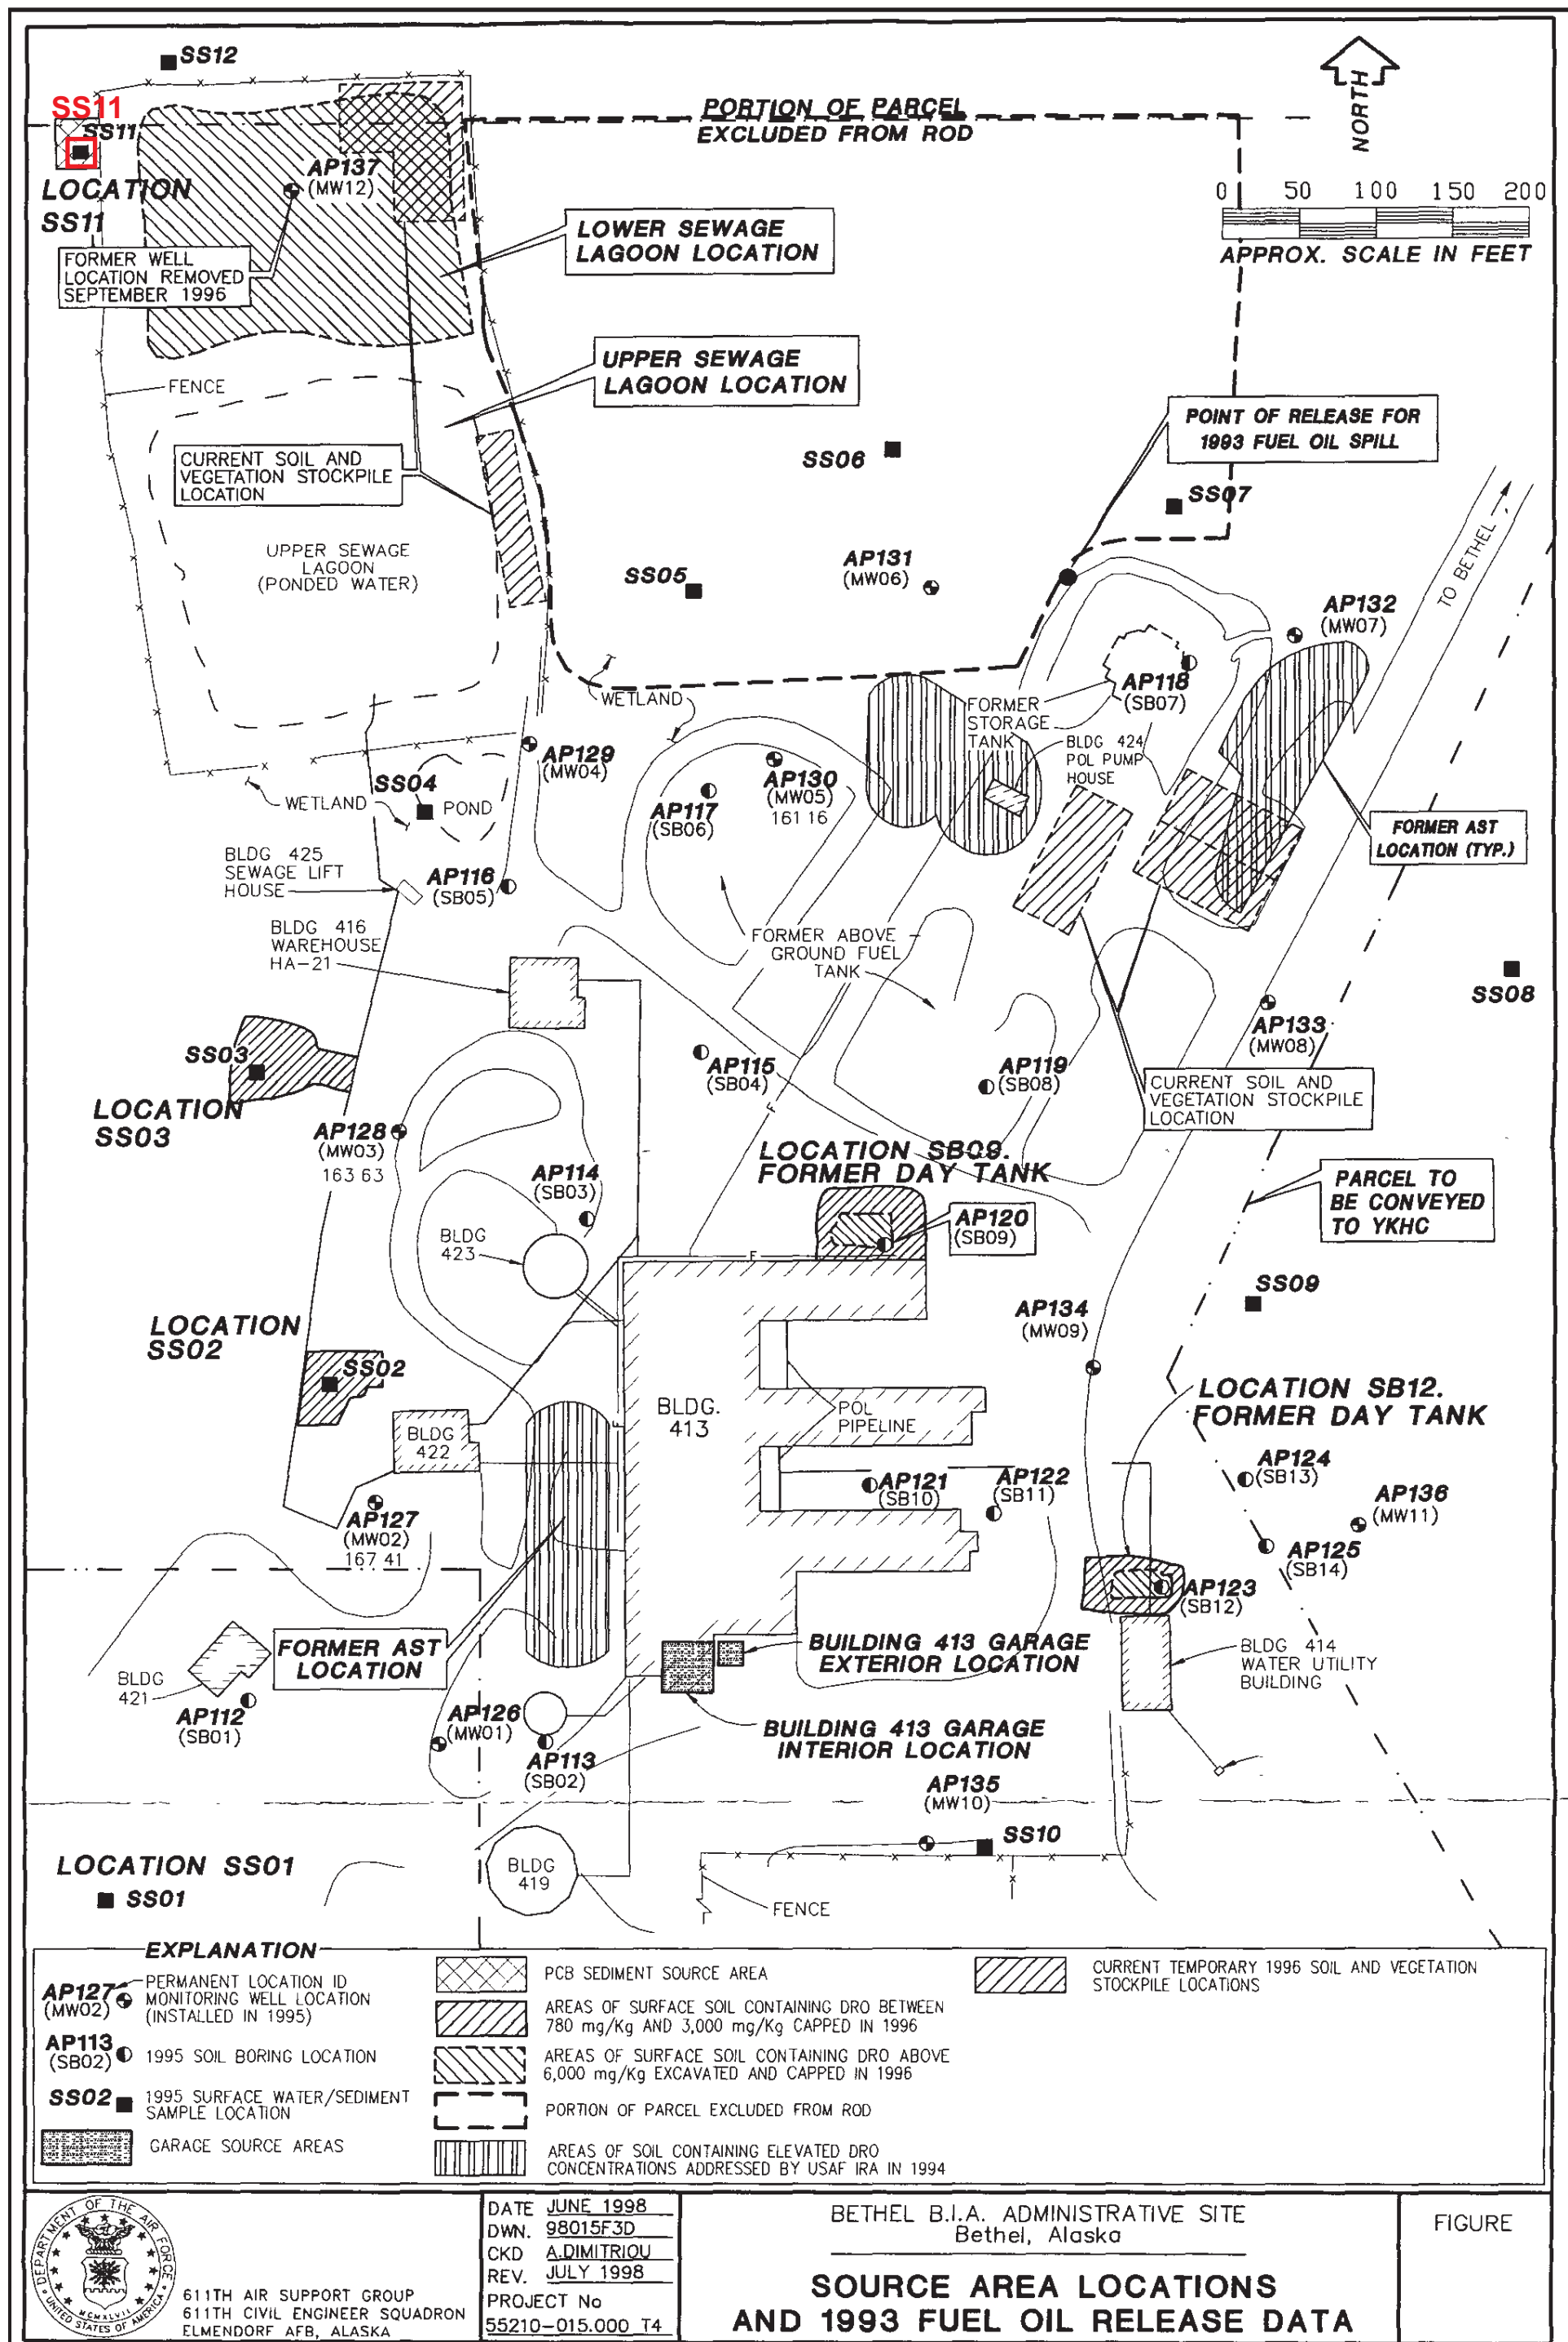 SS12
SS11
SS11
LOCATION
SS11
AP137
(MW12)
PORTION OF PARCEL
EXCLUDED FROM ROD
NORTH
0 50 100 150 200
APPROX. SCALE IN FEET
FORMER WELL
LOCATION REMOVED
SEPTEMBER 1996
LOWER SEWAGE
LAGOON LOCATION
UPPER SEWAGE
LAGOON LOCATION
FENCE
CURRENT SOIL AND
VEGETATION STOCKPILE
LOCATION
UPPER SEWAGE
LAGOON
(PONDED WATER)
POINT OF RELEASE FOR
1993 FUEL OIL SPILL
SS06
SS07
SS05
AP131
(MW06)
TO BETHEL
AP132
(MW07)
WETLAND
AP118
(SB07)
FORMER
STORAGE
TANK
BLDG 424
POL PUMP
HOUSE
AP129
(MW04)
SS04
WETLAND
POND
AP117
(SB06)
AP130
(MW05)
161 16
FORMER AST
LOCATION (TYP.)
BLDG 425
SEWAGE LIFT
HOUSE
AP116
(SB05)
BLDG 416
WAREHOUSE
HA-21
FORMER ABOVE
GROUND FUEL
TANK
SS08
AP133
(MW08)
SS03
LOCATION
SS03
AP115
(SB04)
AP119
(SB08)
CURRENT SOIL AND
VEGETATION STOCKPILE
LOCATION
AP128
(MW03)
163 63
F
LOCATION SB09.
FORMER DAY TANK
AP114
(SB03)
PARCEL TO
BE CONVEYED
TO YKHC
AP120
(SB09)
BLDG
423
F
SS09
LOCATION
SS02
SS02
AP134
(MW09)
LOCATION SB12.
FORMER DAY TANK
BLDG.
413
POL
PIPELINE
F
BLDG
422
AP121
(SB10)
AP122
(SB11)
AP124
(SB13)
AP136
(MW11)
AP127
(MW02)
167 41
AP125
(SB14)
AP123
(SB12)
FORMER AST
LOCATION
BUILDING 413 GARAGE
EXTERIOR LOCATION
BLDG 414
WATER UTILITY
BUILDING
BLDG
421
AP112
(SB01)
AP126
(MW01)
AP113
(SB02)
BUILDING 413 GARAGE
INTERIOR LOCATION
AP135
(MW10)
SS10
LOCATION SS01
SS01
BLDG
419
FENCE
EXPLANATION
AP127
(MW02)
PERMANENT LOCATION ID
MONITORING WELL LOCATION
(INSTALLED IN 1995)
AP113
(SB02)
1995 SOIL BORING LOCATION
SS02
1995 SURFACE WATER/SEDIMENT
SAMPLE LOCATION
GARAGE SOURCE AREAS
PCB SEDIMENT SOURCE AREA
AREAS OF SURFACE SOIL CONTAINING DRO BETWEEN
780 mg/Kg AND 3,000 mg/Kg CAPPED IN 1996
AREAS OF SURFACE SOIL CONTAINING DRO ABOVE
6,000 mg/Kg EXCAVATED AND CAPPED IN 1996
PORTION OF PARCEL EXCLUDED FROM ROD
AREAS OF SOIL CONTAINING ELEVATED DRO
CONCENTRATIONS ADDRESSED BY USAF IRA IN 1994
CURRENT TEMPORARY 1996 SOIL AND VEGETATION
STOCKPILE LOCATIONS
DEPARTMENT OF THE AIR FORCE
MCMXLVII
UNITED STATES OF AMERICA
611TH AIR SUPPORT GROUP
611TH CIVIL ENGINEER SQUADRON
ELMENDORF AFB, ALASKA
DATE JUNE 1998
DWN. 98015F3D
CKD A.DIMITRIOU
REV. JULY 1998
PROJECT No
55210-015.000 T4
BETHEL B.I.A. ADMINISTRATIVE SITE
Bethel, Alaska
SOURCE AREA LOCATIONS
AND 1993 FUEL OIL RELEASE DATA
FIGURE